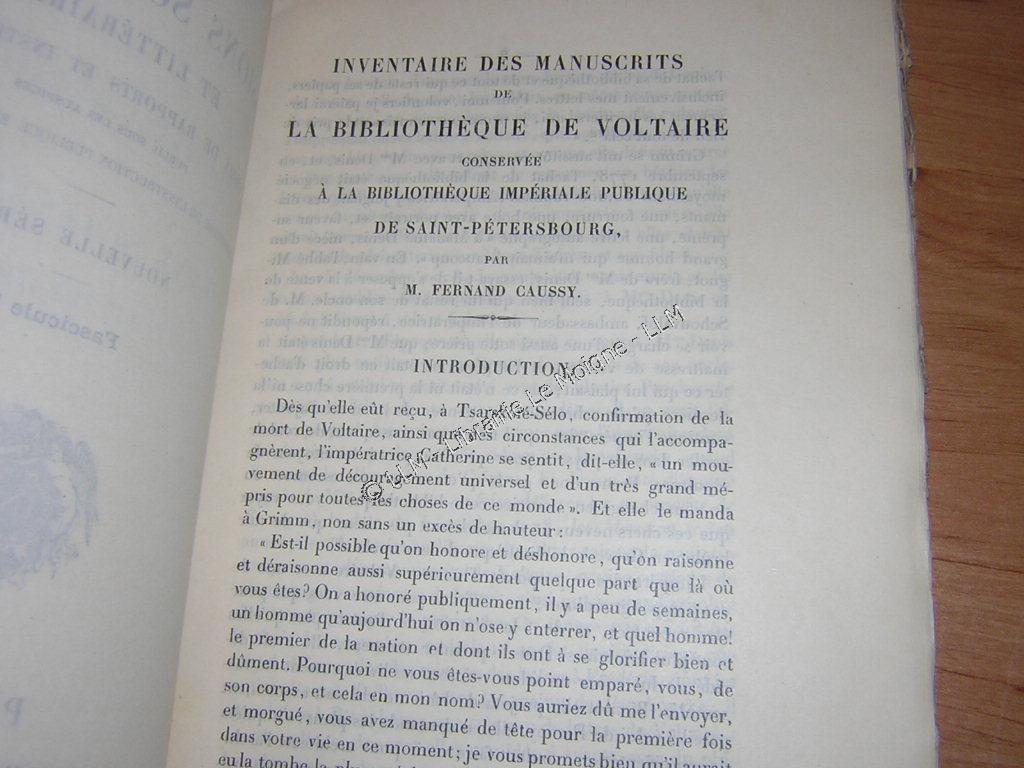 INVENTAIRE DES MANUSCRITS
DE
LA BIBLIOTHÈQUE DE VOLTAIRE
CONSERVÉE
À LA BIBLIOTHÈQUE IMPÉRIALE PUBLIQUE
DE SAINT-PÉTERSBOURG,
PAR
M. FERNAND CAUSSY.
INTRODUCTION.
Dès qu'elle eût reçu, à Tsarskoé-Sélo, confirmation de la
mort de Voltaire, ainsi que des circonstances qui l'accompa-
gnèrent, l'impératrice Catherine se sentit, dit-elle, « un mou-
vement de découragement universel et d'un très grand mé-
pris pour toutes les choses de ce monde ». Et elle le manda
à Grimm, non sans un excès de hauteur :
« Est-il possible qu'on honore et déshonore, qu'on raisonne
et déraisonne aussi supérieurement quelque part que là où
vous êtes? On a honoré publiquement, il y a peu de semaines,
un homme qu'aujourd'hui on n'ose y enterrer, et quel homme!
le premier de la nation et dont ils ont à se glorifier bien et
dûment. Pourquoi ne vous êtes-vous point emparé, vous, de
son corps, et cela en mon nom? Vous auriez dû me l'envoyer,
et morgué, vous avez manqué de tête pour la première fois
dans votre vie en ce moment; je vous promets bien qu'il aurait
eu la tombe la
© LLM - Librairie Le Moigne - LLM